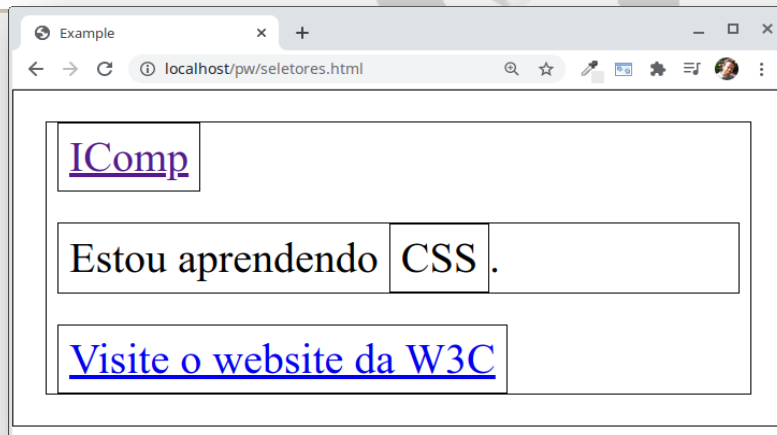 Example
localhost/pw/seletores.html
IComp
Estou aprendendo CSS.
Visite o website da W3C